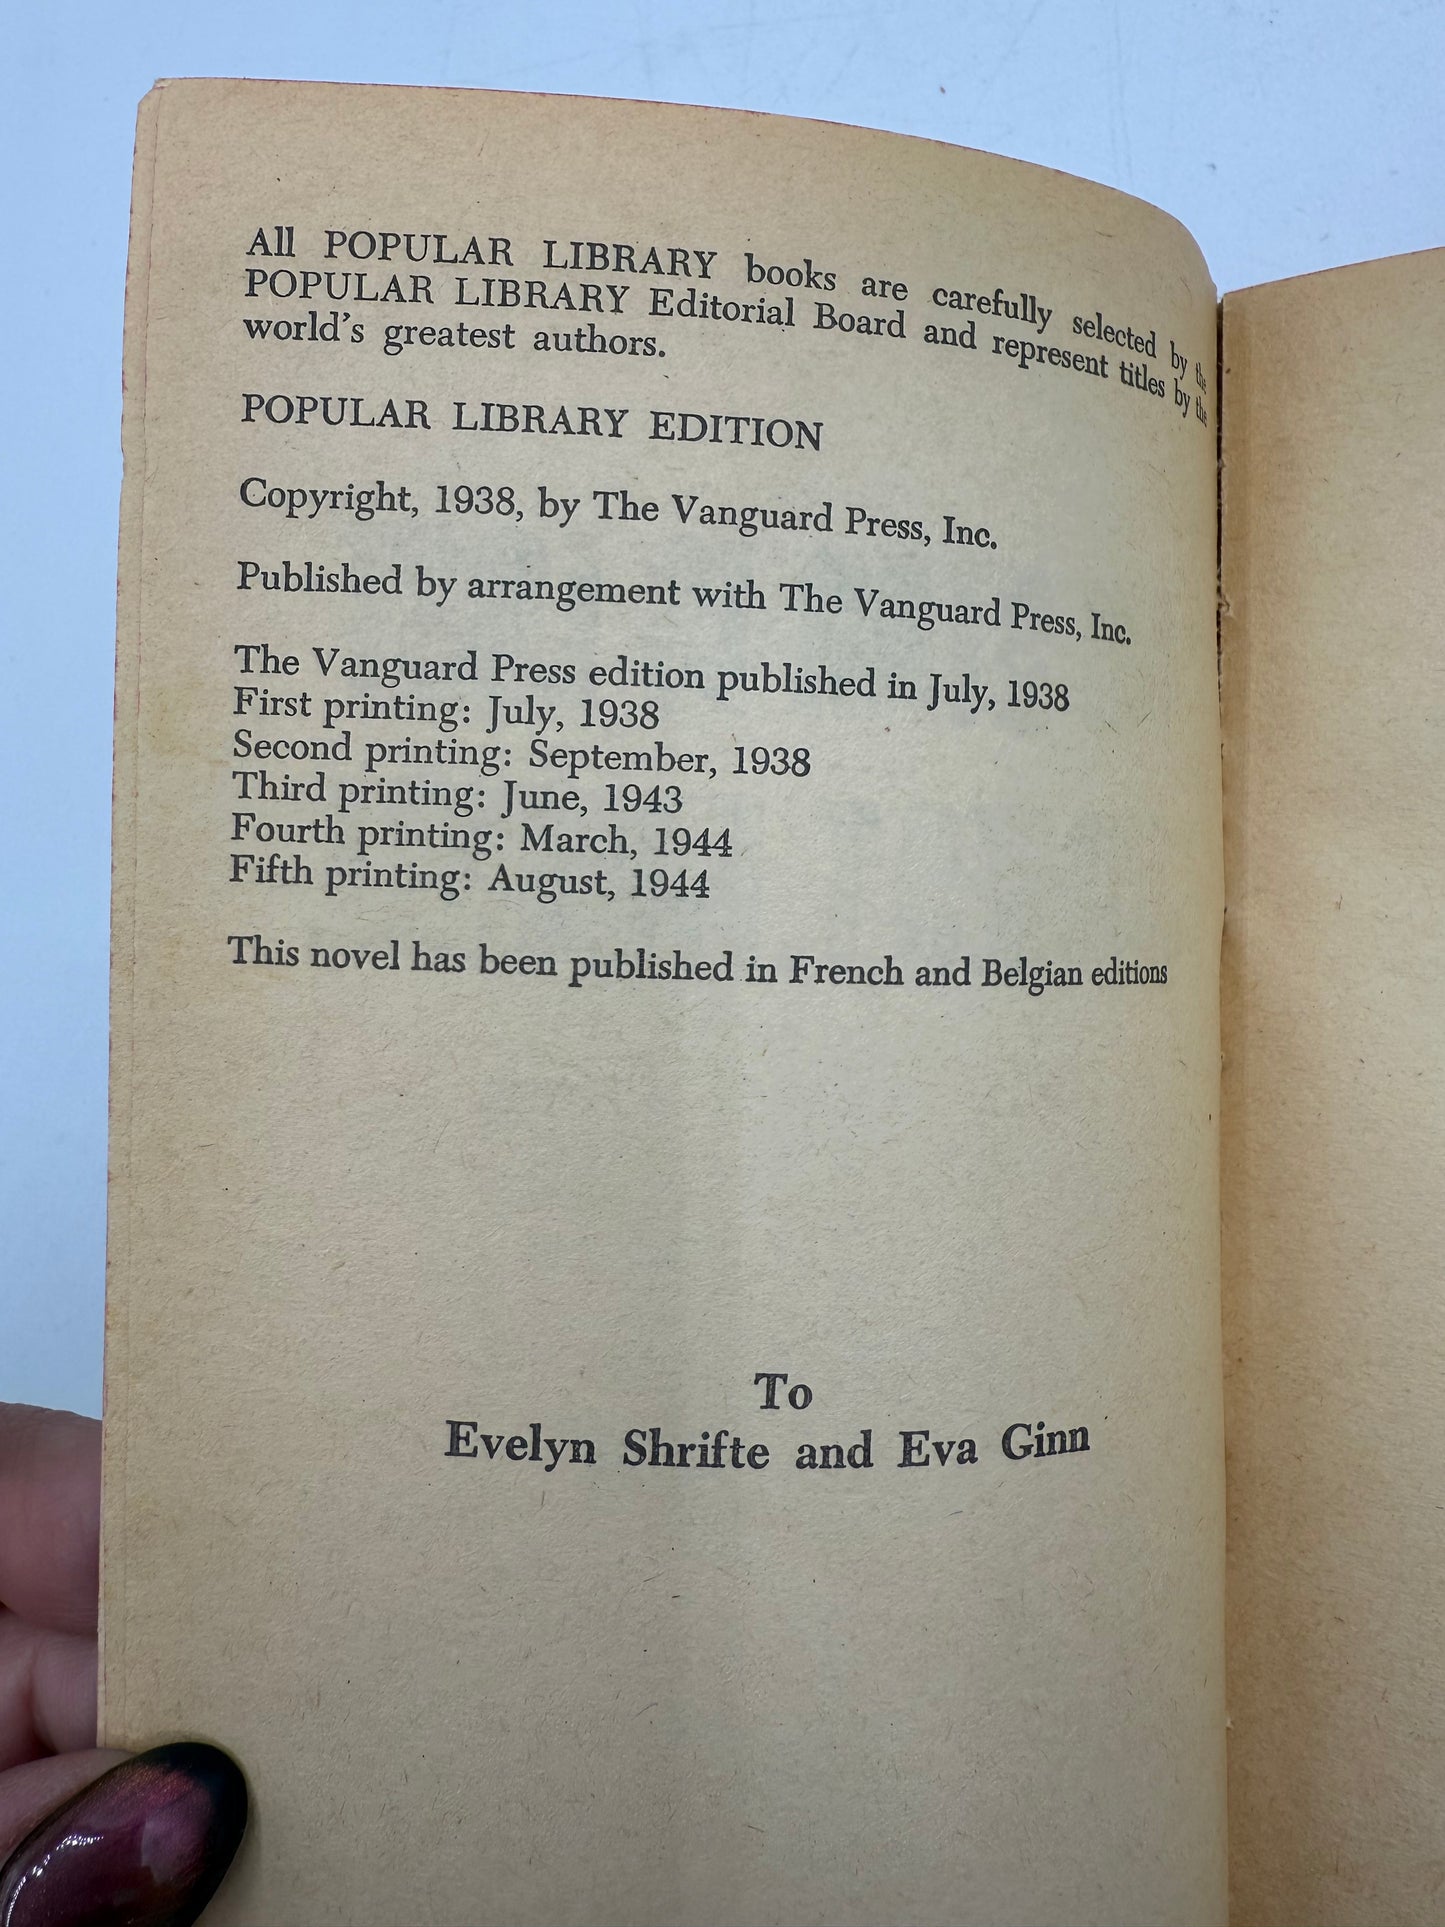 All POPULAR LIBRARY books are carefully selected by the
POPULAR LIBRARY Editorial Board and represent titles by the
world's greatest authors.
POPULAR LIBRARY EDITION
Copyright, 1938, by The Vanguard Press, Inc.
Published by arrangement with The Vanguard Press, Inc.
The Vanguard Press edition published in July, 1938
First printing: July, 1938
Second printing: September, 1938
Third printing: June, 1943
Fourth printing: March, 1944
Fifth printing: August, 1944
This novel has been published in French and Belgian editions
To
Evelyn Shrifte and Eva Ginn